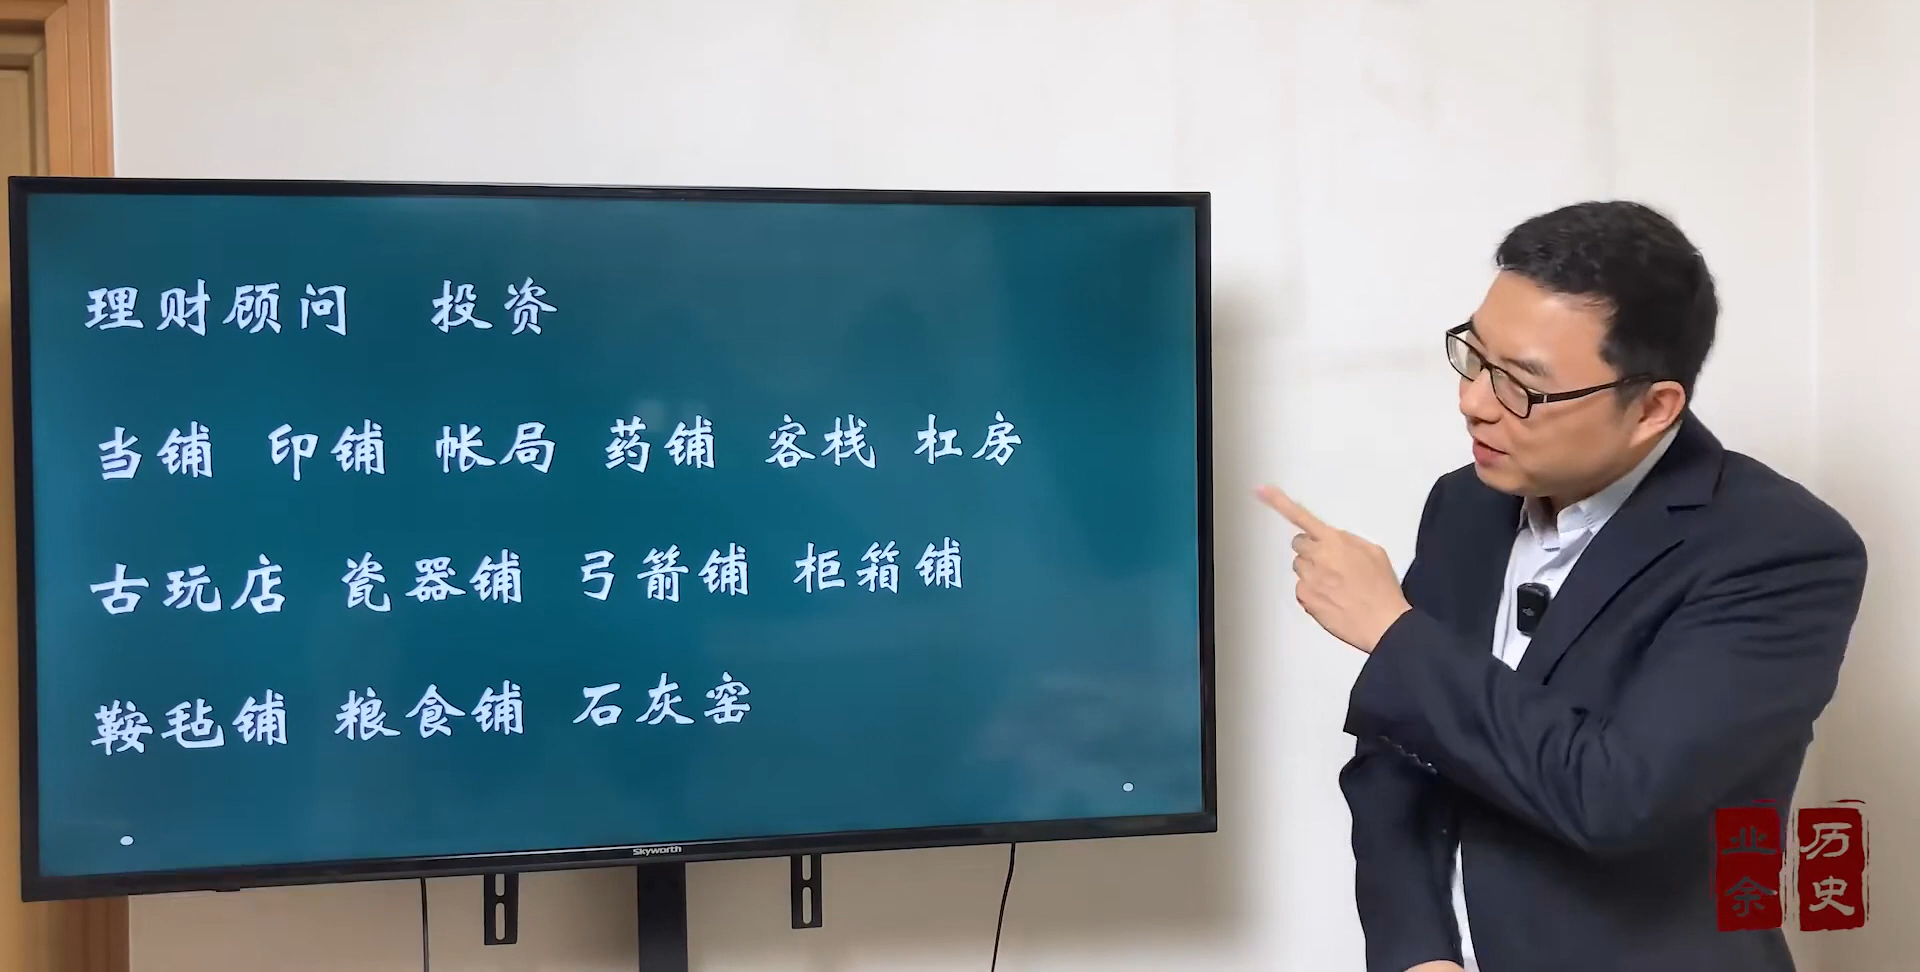 理财顾问 投资
当铺 印铺 帐局 药铺 客栈 杠房
古玩店 瓷器铺 弓箭铺 柜箱铺
鞍毡铺 粮食铺 石灰窑
Skyworth
业余
历史